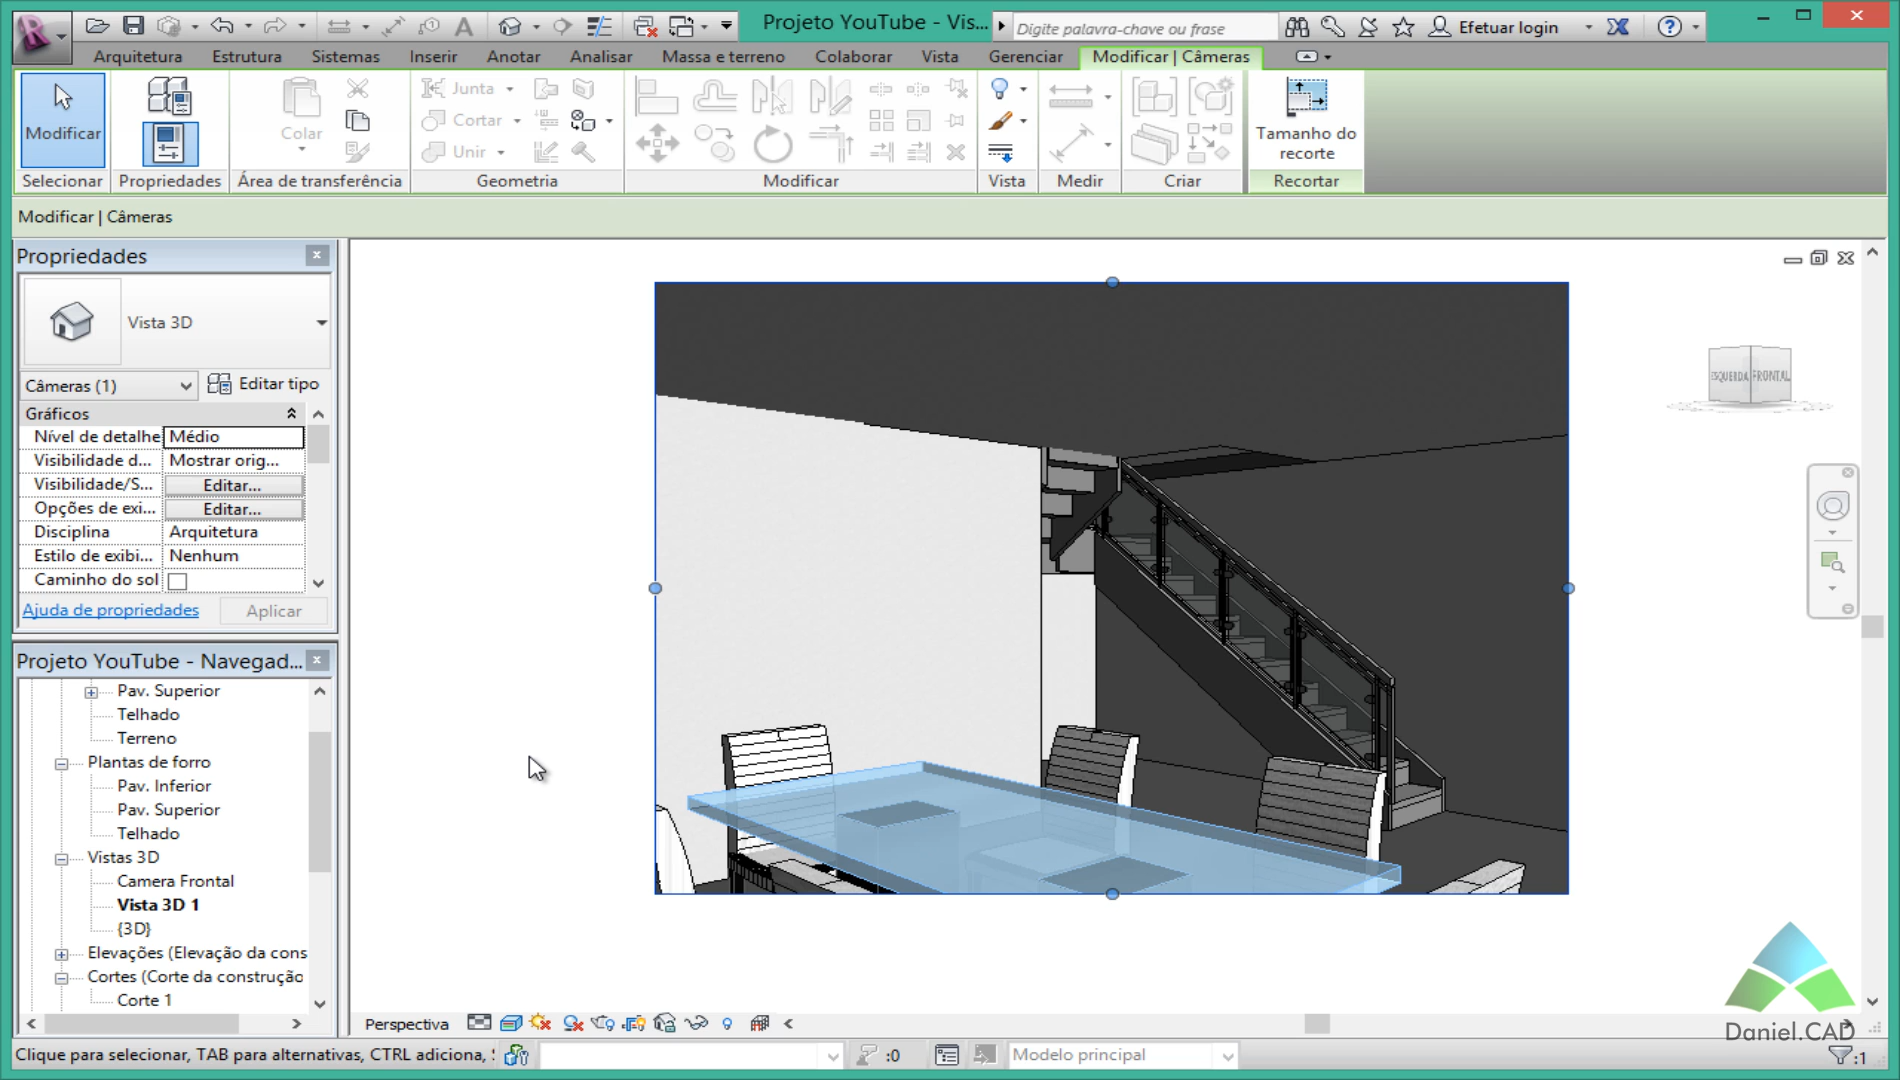 Projeto YouTube - Vis...
Digite palavra-chave ou frase
Efetuar login
Arquitetura
Estrutura
Sistemas
Inserir
Anotar
Analisar
Massa e terreno
Colaborar
Vista
Gerenciar
Modificar | Câmeras
Modificar
Colar
Junta
Cortar
Unir
Tamanho do
recorte
Selecionar
Propriedades
Área de transferência
Geometria
Modificar
Vista
Medir
Criar
Recortar
Modificar | Câmeras
Propriedades
Vista 3D
Câmeras (1)
Editar tipo
Gráficos
Nível de detalhe Médio
Visibilidade d... Mostrar orig...
Visibilidade/S... Editar...
Opções de exi... Editar...
Disciplina Arquitetura
Estilo de exibi... Nenhum
Caminho do sol
Ajuda de propriedades
Aplicar
Projeto YouTube - Navegad...
Pav. Superior
Telhado
Terreno
Plantas de forro
Pav. Inferior
Pav. Superior
Telhado
Vistas 3D
Camera Frontal
Vista 3D 1
{3D}
Elevações (Elevação da cons
Cortes (Corte da construção
Corte 1
ESQUERDA
FRONTAL
Perspectiva
Daniel.CAD
Clique para selecionar, TAB para alternativas, CTRL adiciona,
:0
Modelo principal
:1